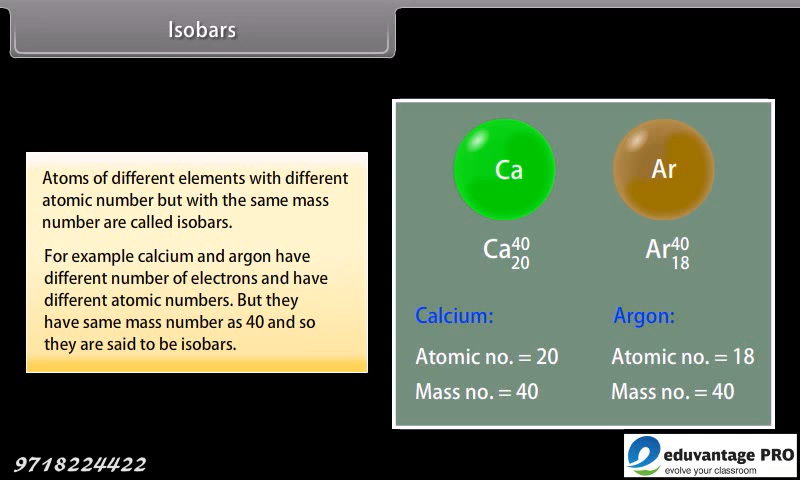 Isobars
Atoms of different elements with different
atomic number but with the same mass
number are called isobars.
For example calcium and argon have
different number of electrons and have
different atomic numbers. But they
have same mass number as 40 and so
they are said to be isobars.
Ca Ar
Ca40 20 Ar40 18
Calcium: Argon:
Atomic no. = 20 Atomic no. = 18
Mass no. = 40 Mass no. = 40
9718224422
eduvantage PRO
evolve your classroom